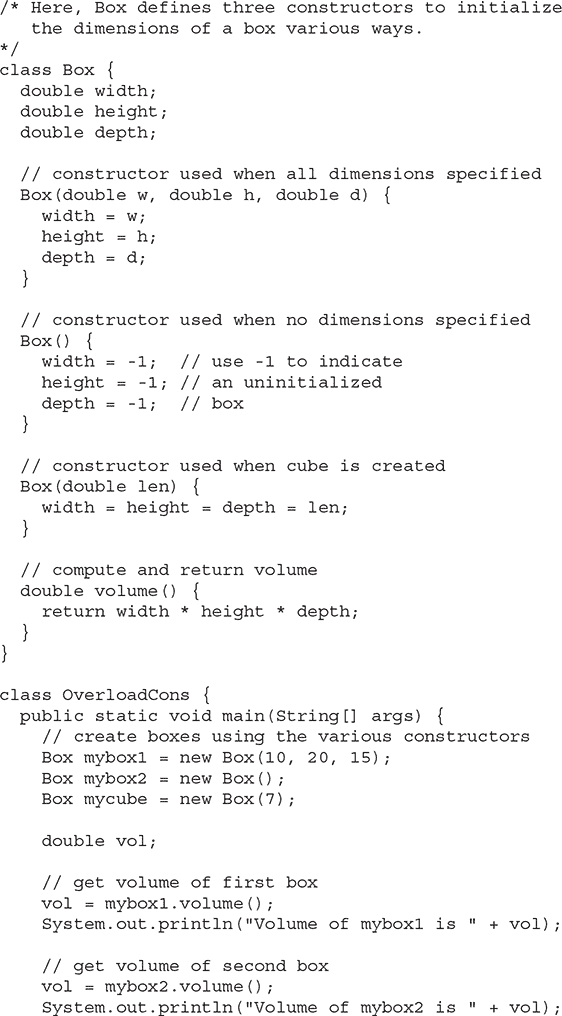 /* Here, Box defines three constructors to initialize
   the dimensions of a box various ways.
*/
class Box {
  double width;
  double height;
  double depth;

  // constructor used when all dimensions specified
  Box(double w, double h, double d) {
    width = w;
    height = h;
    depth = d;
  }

  // constructor used when no dimensions specified
  Box() {
    width = -1;  // use -1 to indicate
    height = -1; // an uninitialized
    depth = -1;  // box
  }

  // constructor used when cube is created
  Box(double len) {
    width = height = depth = len;
  }

  // compute and return volume
  double volume() {
    return width * height * depth;
  }
}

class OverloadCons {
  public static void main(String[] args) {
    // create boxes using the various constructors
    Box mybox1 = new Box(10, 20, 15);
    Box mybox2 = new Box();
    Box mycube = new Box(7);

    double vol;

    // get volume of first box
    vol = mybox1.volume();
    System.out.println("Volume of mybox1 is " + vol);

    // get volume of second box
    vol = mybox2.volume();
    System.out.println("Volume of mybox2 is " + vol);